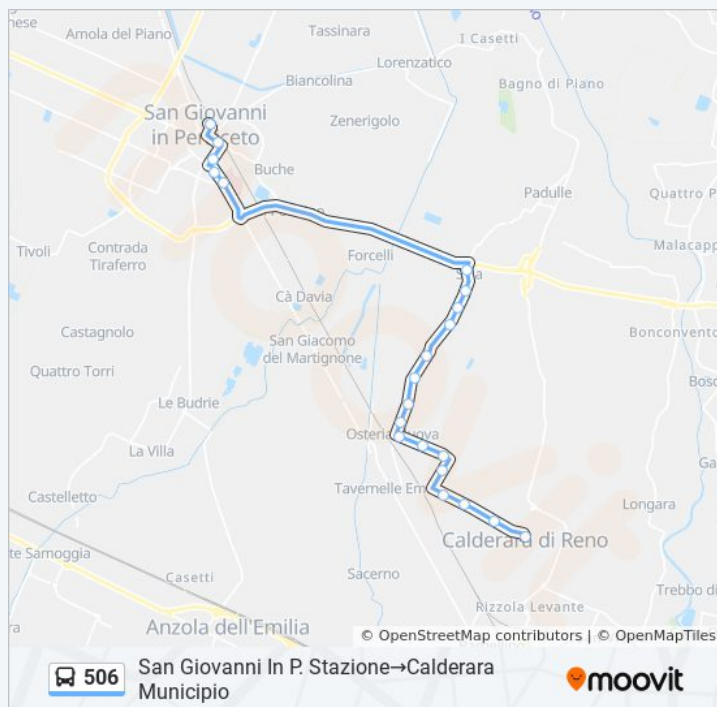 nese
Amola del Piano
Tassinara
I Casetti
Lorenzatico
Biancolina
Bagno di Piano
San Giovanni
in Persiceto
Zenerigolo
Buche
Padulle
Quattro P
Tivoli
Contrada
Tiraferro
Forcelli
Sala
Malacapp
Cà Davia
Castagnolo
San Giacomo
del Martignone
Bonconvento
Quattro Torri
Bosc
Le Budrie
La Villa
Osteria Nuova
Ga
Castelletto
Tavernelle Em
Longara
te Samoggia
Calderara di Reno
Casetti
Sacerno
Trebbo di
Anzola dell'Emilia
Rizzola Levante
© OpenStreetMap contributors | © OpenMapTiles
506
San Giovanni In P. Stazione→Calderara
Municipio
moovit